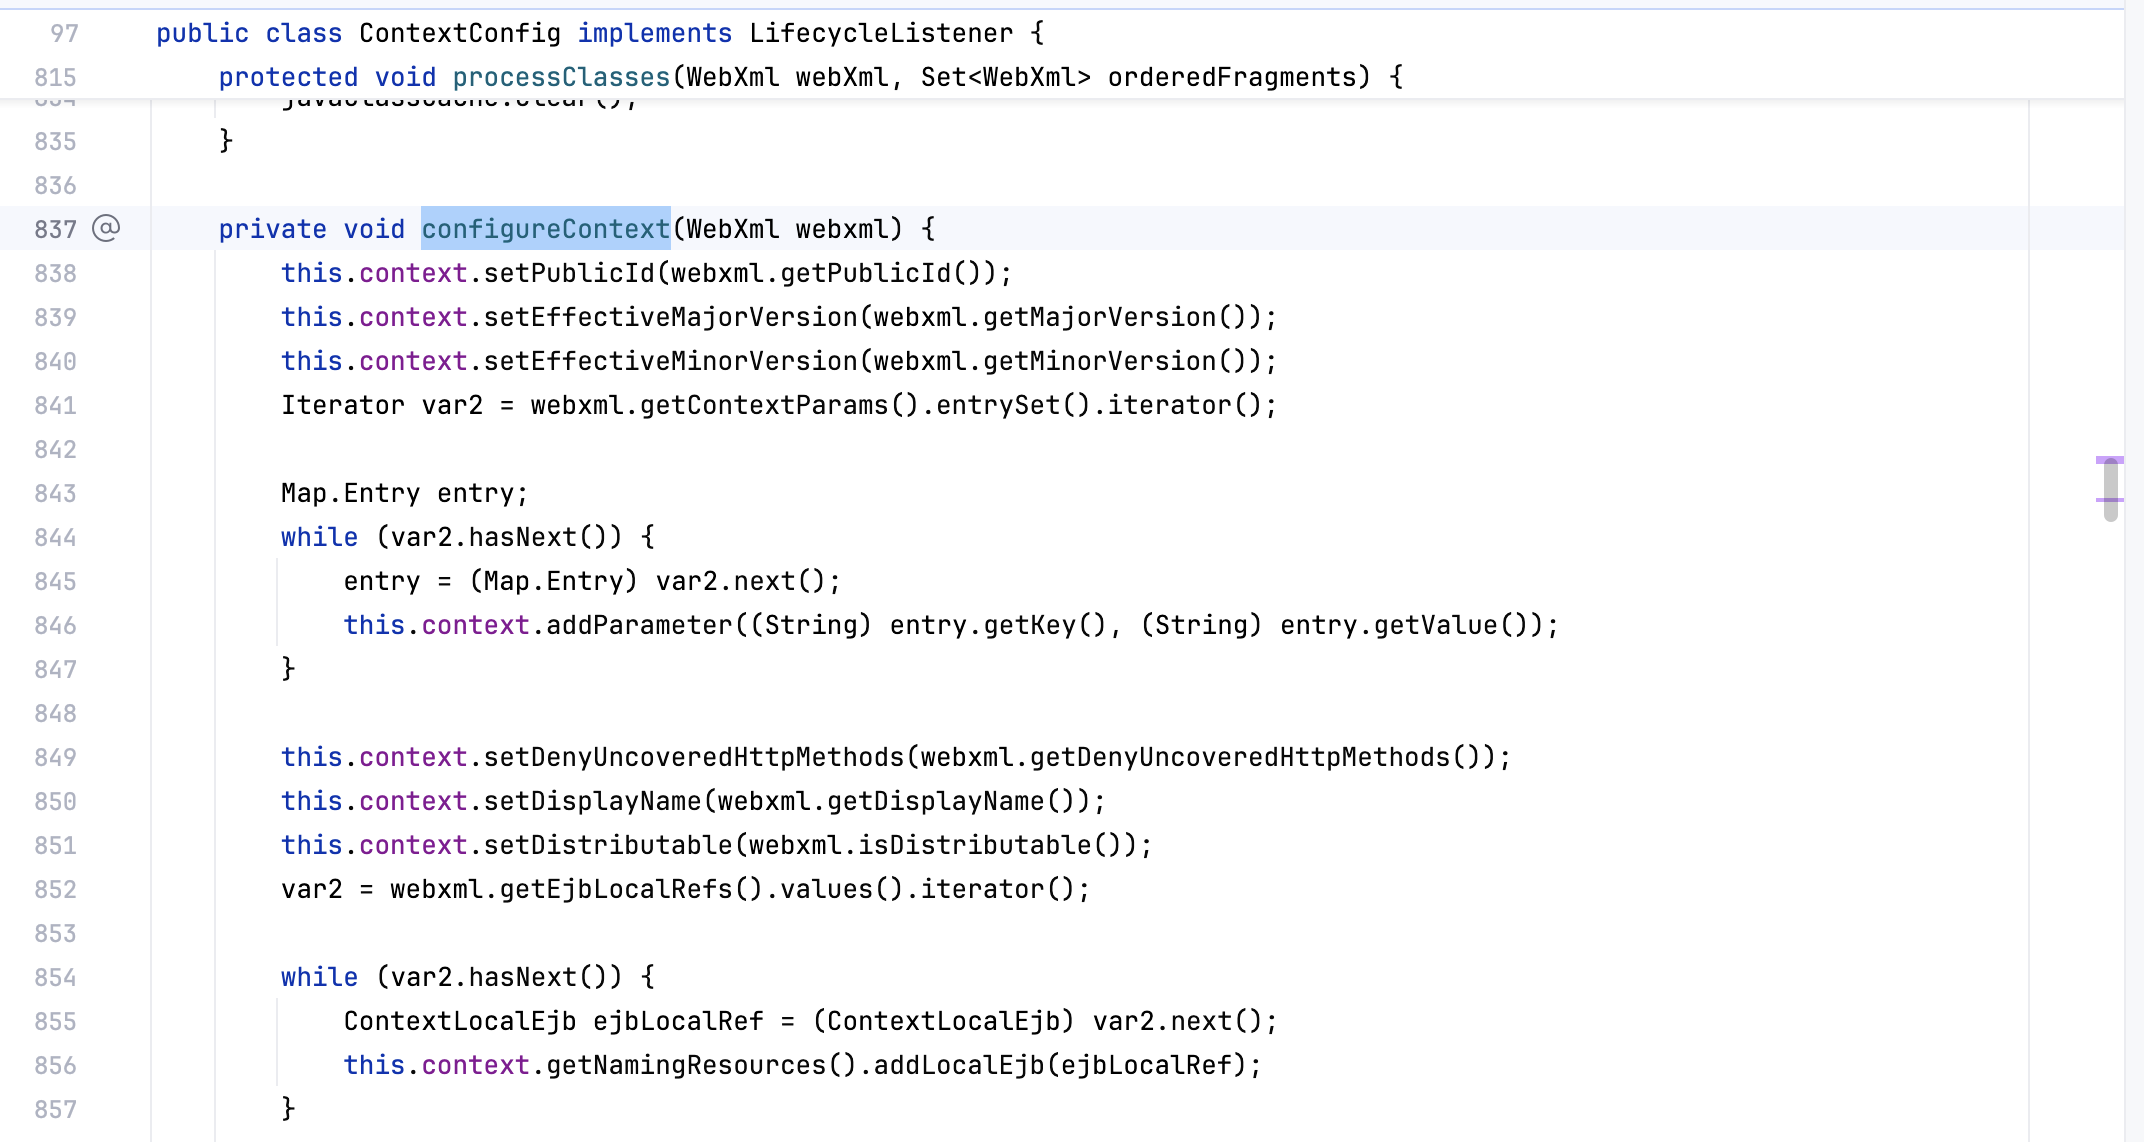 97 public class ContextConfig implements LifecycleListener {
815 protected void processClasses(WebXml webXml, Set<WebXml> orderedFragments) {
834 javaClassCache.clear();
835 }
836
837 @ private void configureContext(WebXml webxml) {
838 this.context.setPublicId(webxml.getPublicId());
839 this.context.setEffectiveMajorVersion(webxml.getMajorVersion());
840 this.context.setEffectiveMinorVersion(webxml.getMinorVersion());
841 Iterator var2 = webxml.getContextParams().entrySet().iterator();
842
843 Map.Entry entry;
844 while (var2.hasNext()) {
845 entry = (Map.Entry) var2.next();
846 this.context.addParameter((String) entry.getKey(), (String) entry.getValue());
847 }
848
849 this.context.setDenyUncoveredHttpMethods(webxml.getDenyUncoveredHttpMethods());
850 this.context.setDisplayName(webxml.getDisplayName());
851 this.context.setDistributable(webxml.isDistributable());
852 var2 = webxml.getEjbLocalRefs().values().iterator();
853
854 while (var2.hasNext()) {
855 ContextLocalEjb ejbLocalRef = (ContextLocalEjb) var2.next();
856 this.context.getNamingResources().addLocalEjb(ejbLocalRef);
857 }